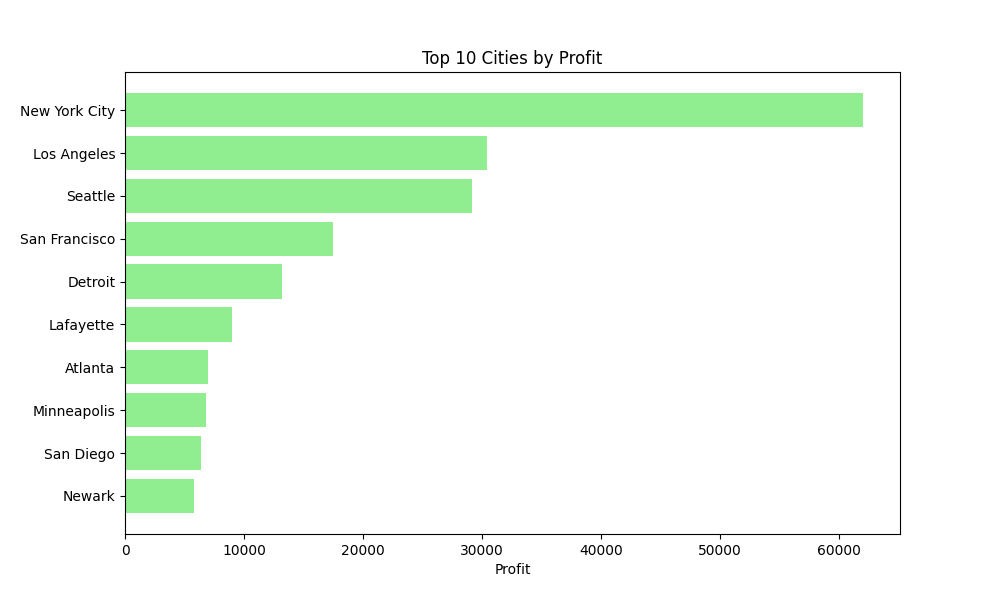 Top 10 Cities by Profit
New York City
Los Angeles
Seattle
San Francisco
Detroit
Lafayette
Atlanta
Minneapolis
San Diego
Newark
0 10000 20000 30000 40000 50000 60000
Profit